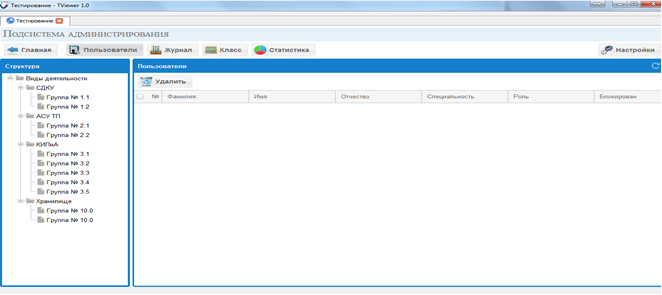 Тестирование - TViewer 1.0
Тестирование
Подсистема администрирования
Главная Пользователи Журнал Класс Статистика Настройки
Структура
Виды деятельности
СДКУ
Группа № 1.1
Группа № 1.2
АСУ ТП
Группа № 2.1
Группа № 2.2
КИПиА
Группа № 3.1
Группа № 3.2
Группа № 3.3
Группа № 3.4
Группа № 3.5
Хранилище
Группа № 10.0
Группа № 10.0
Пользователи
Удалить
№ Фамилия Имя Отчество Специальность Роль Блокирован